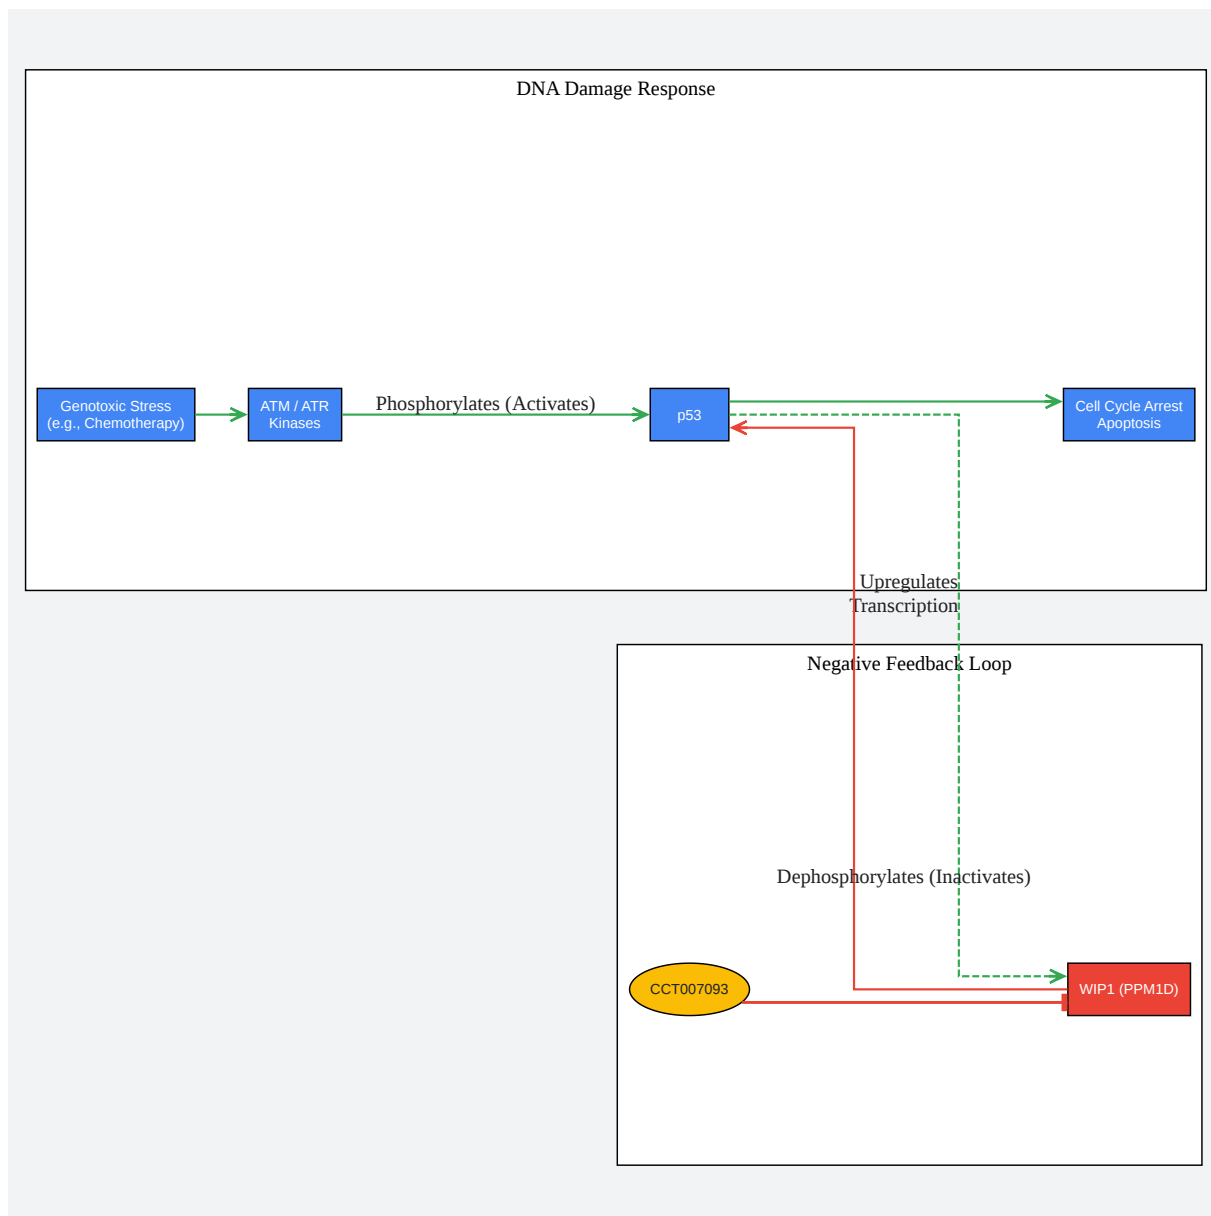 DNA Damage Response
Genotoxic Stress
(e.g., Chemotherapy)
ATM / ATR
Kinases
Phosphorylates (Activates)
p53
Cell Cycle Arrest
Apoptosis
Upregulates
Transcription
Negative Feedback Loop
Dephosphorylates (Inactivates)
CCT007093
WIP1 (PPM1D)